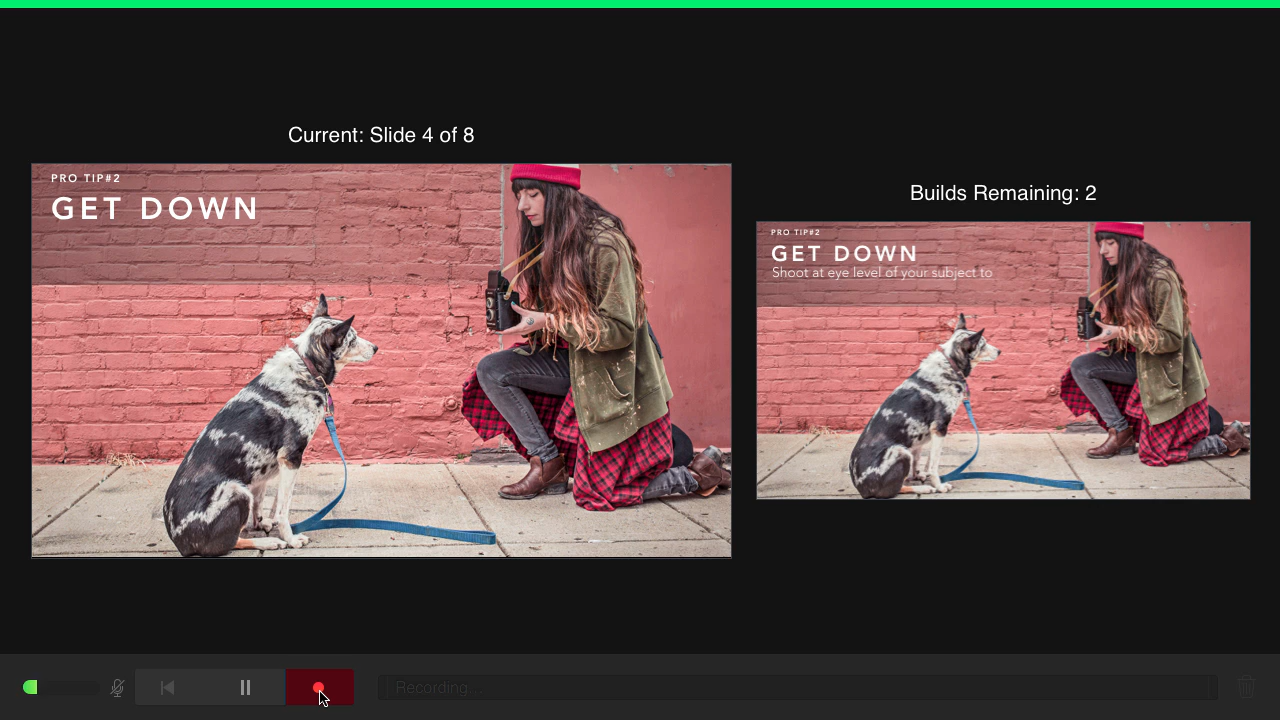 Current: Slide 4 of 8
PRO TIP#2
GET DOWN
Builds Remaining: 2
PRO TIP#2
GET DOWN
Shoot at eye level of your subject to
Recording...